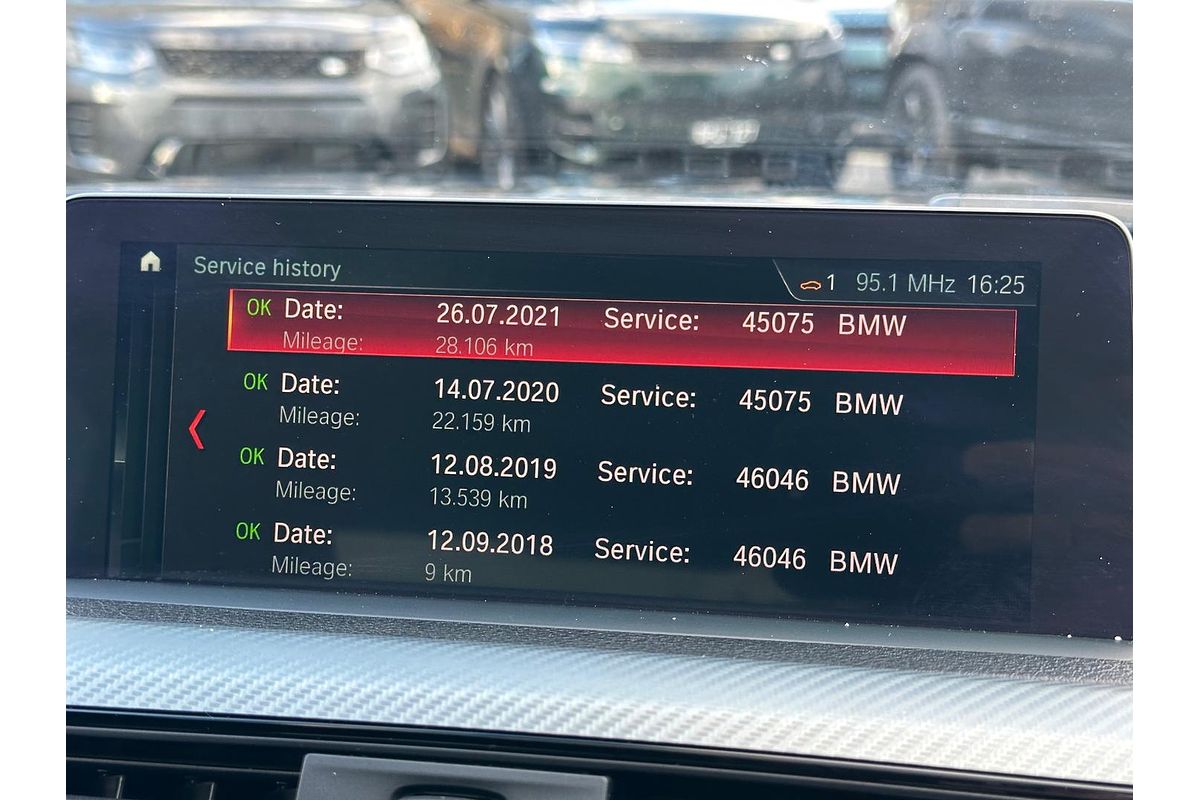 Service history
1 95.1 MHz 16:25
OK Date: 26.07.2021 Service: 45075 BMW
Mileage: 28.106 km
OK Date: 14.07.2020 Service: 45075 BMW
Mileage: 22.159 km
OK Date: 12.08.2019 Service: 46046 BMW
Mileage: 13.539 km
OK Date: 12.09.2018 Service: 46046 BMW
Mileage: 9 km